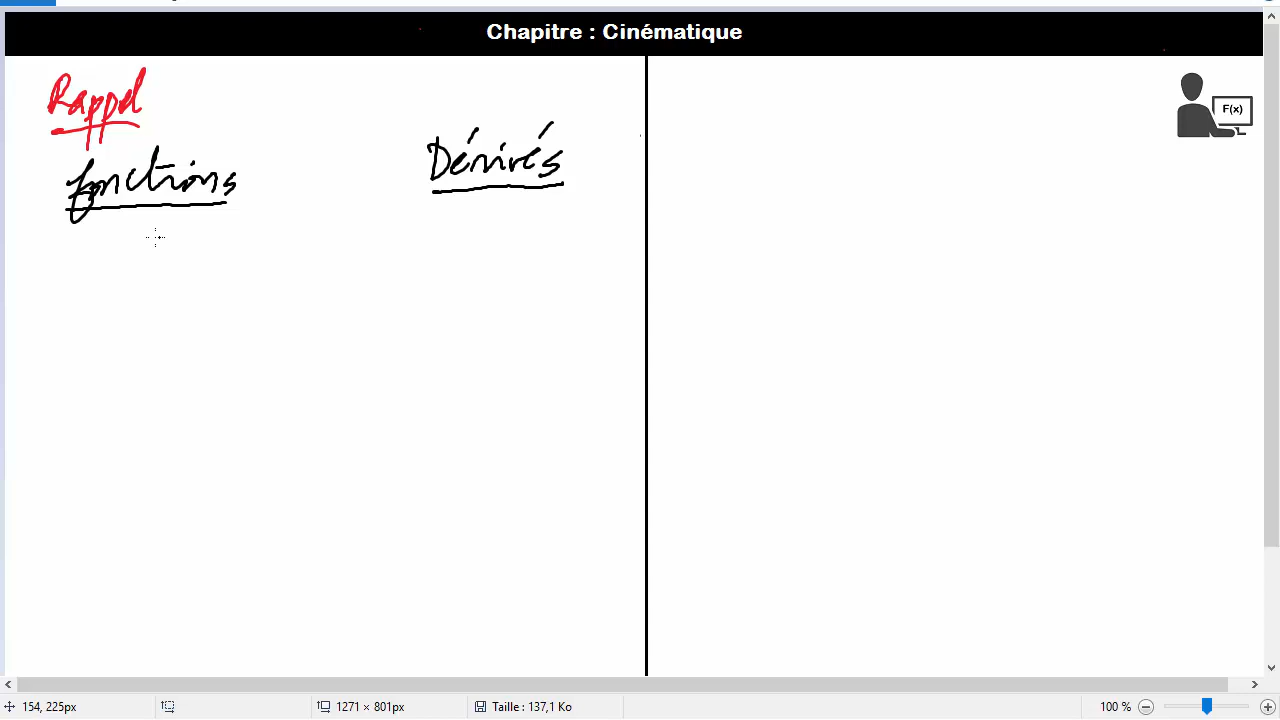 Chapitre : Cinématique
Rappel
F(x)
fonctions
Dérivés
154, 225px
1271 × 801px
Taille : 137,1 Ko
100 %